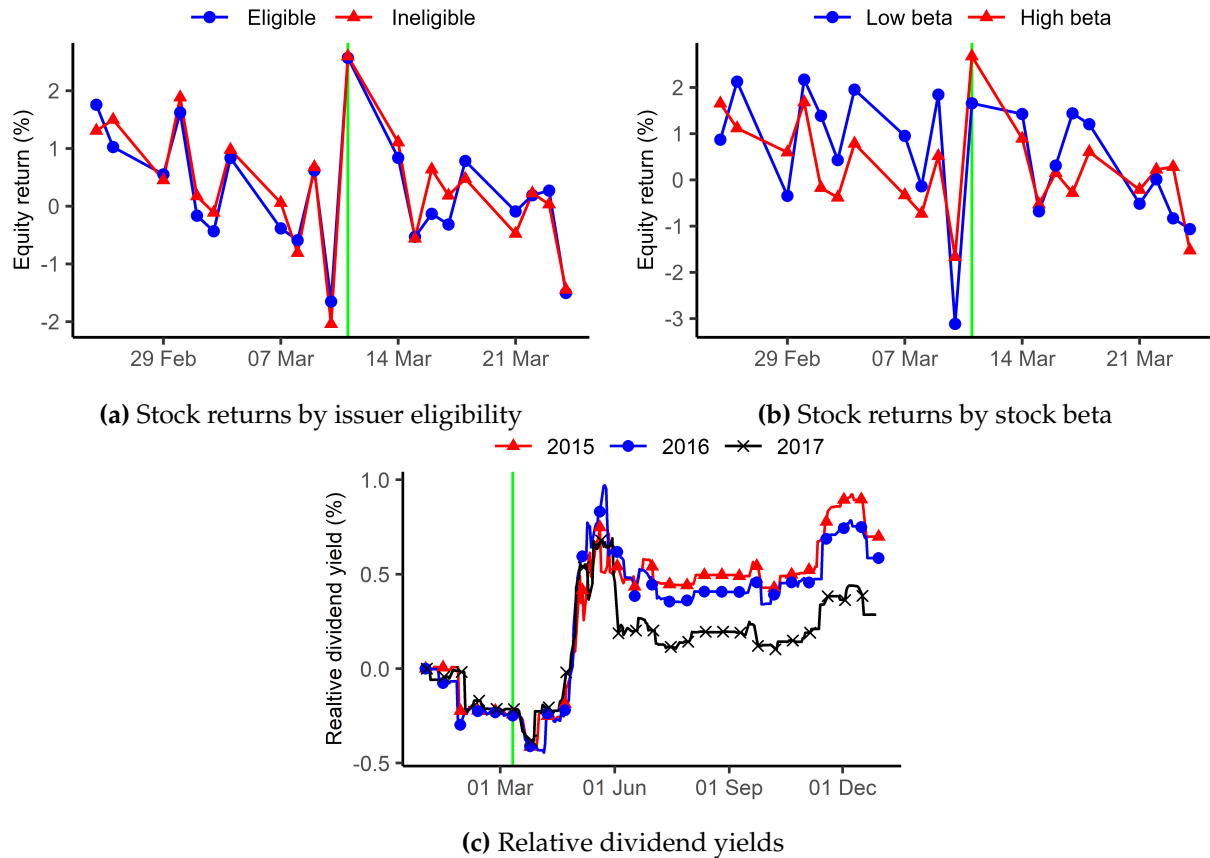 Eligible Ineligible
Equity return (%)
2
1
0
-1
-2
29 Feb 07 Mar 14 Mar 21 Mar
(a) Stock returns by issuer eligibility
Low beta High beta
Equity return (%)
2
1
0
-1
-2
-3
29 Feb 07 Mar 14 Mar 21 Mar
(b) Stock returns by stock beta
2015 2016 2017
Realtive dividend yield (%)
1.0
0.5
0.0
-0.5
01 Mar 01 Jun 01 Sep 01 Dec
(c) Relative dividend yields